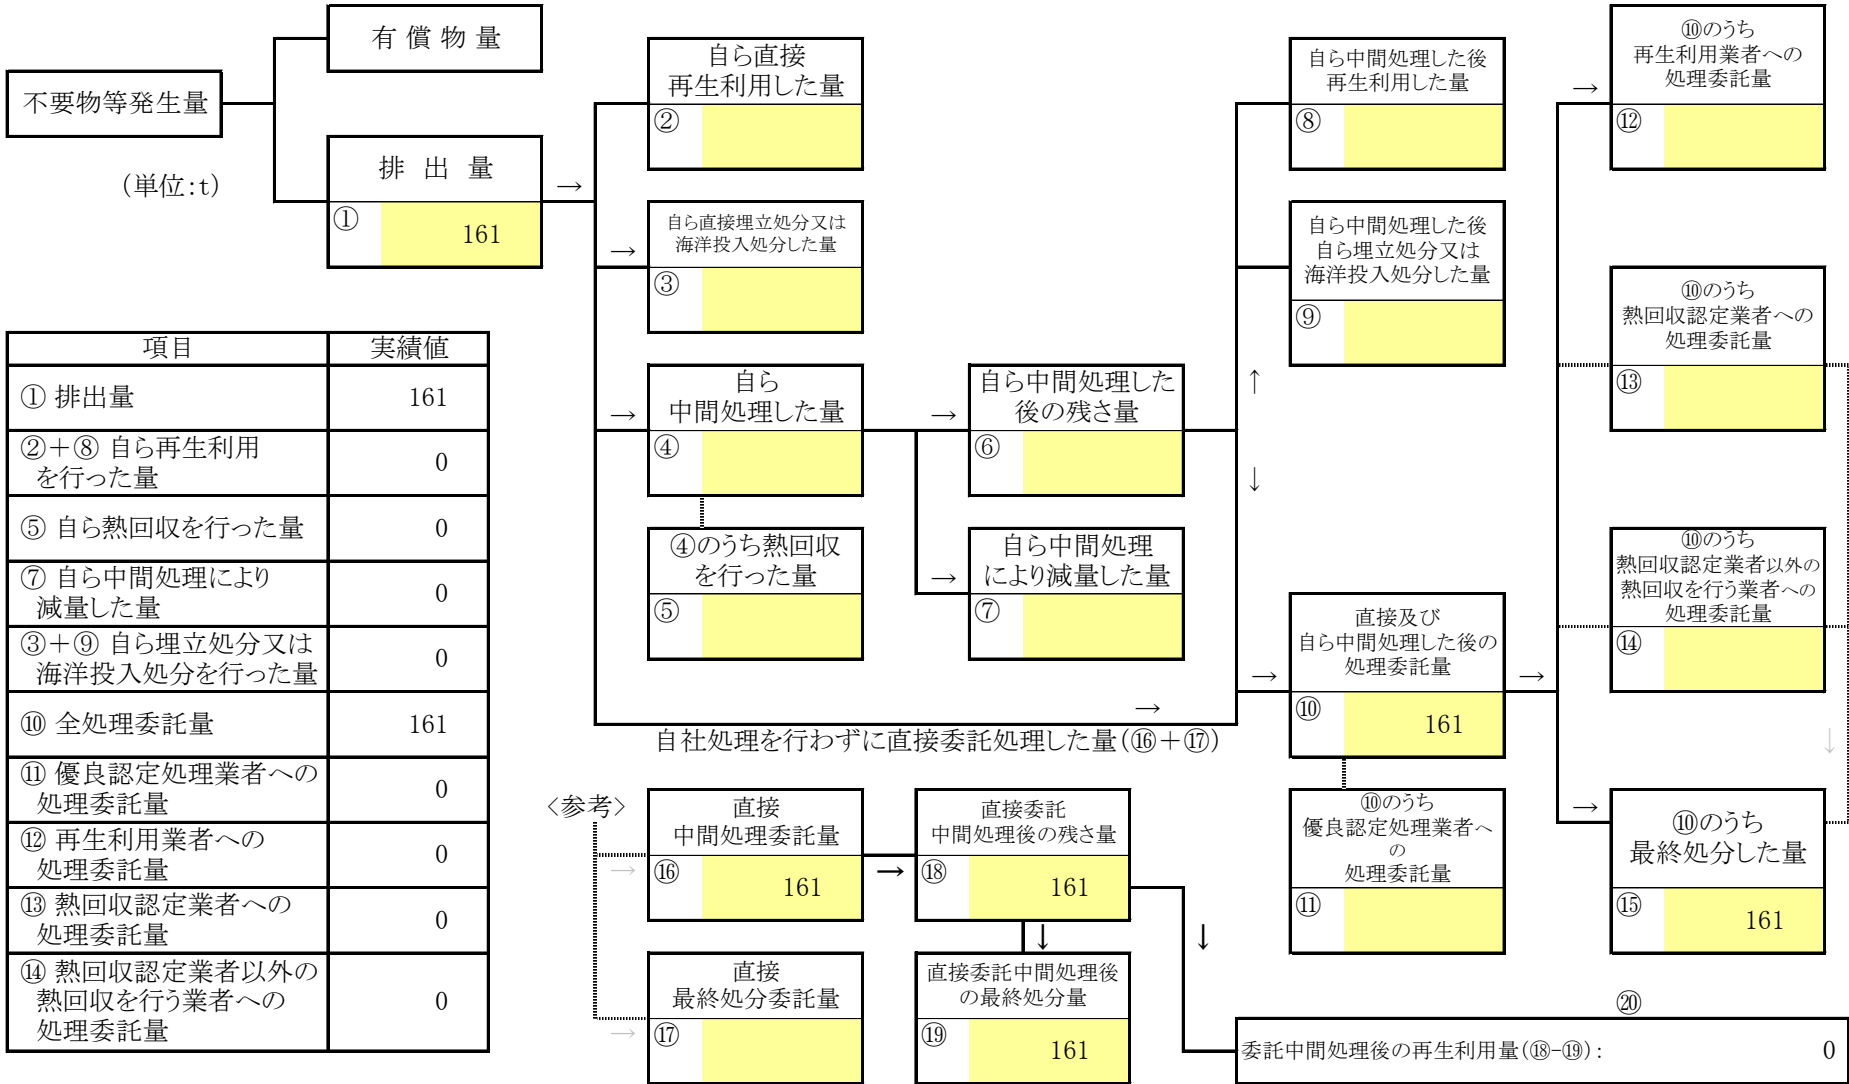 有償物量
不要物等発生量
(単位:t)
排出量
①
161
→
自ら直接
再生利用した量
②
自ら直接埋立処分又は
海洋投入処分した量
→
③
自ら
中間処理した量
→
④
④のうち熱回収
を行った量
⑤
→
自ら中間処理した
後の残さ量
⑥
→
自ら中間処理
により減量した量
⑦
自ら中間処理した後
再生利用した量
⑧
自ら中間処理した後
自ら埋立処分又は
海洋投入処分した量
⑨
↑
↓
直接及び
自ら中間処理した後の
処理委託量
→
⑩
161
→
自社処理を行わずに直接委託処理した量(⑯+⑰)
→
⑩のうち
優良認定処理業者へ
の
処理委託量
⑪
→
⑩のうち
再生利用業者への
処理委託量
⑫
⑩のうち
熱回収認定業者への
処理委託量
⑬
⑩のうち
熱回収認定業者以外の
熱回収を行う業者への
処理委託量
⑭
↓
→
⑩のうち
最終処分した量
⑮
161
項目 実績値
① 排出量 161
②+⑧ 自ら再生利用
を行った量 0
⑤ 自ら熱回収を行った量 0
⑦ 自ら中間処理により
減量した量 0
③+⑨ 自ら埋立処分又は
海洋投入処分を行った量 0
⑩ 全処理委託量 161
⑪ 優良認定処理業者への
処理委託量 0
⑫ 再生利用業者への
処理委託量 0
⑬ 熱回収認定業者への
処理委託量 0
⑭ 熱回収認定業者以外の
熱回収を行う業者への
処理委託量 0
<参考>
直接
中間処理委託量
→
⑯
161
→
直接委託
中間処理後の残さ量
⑱
161
↓
↓
直接
最終処分委託量
→
⑰
直接委託中間処理後
の最終処分量
⑲
161
⑳
委託中間処理後の再生利用量(⑱-⑲): 0